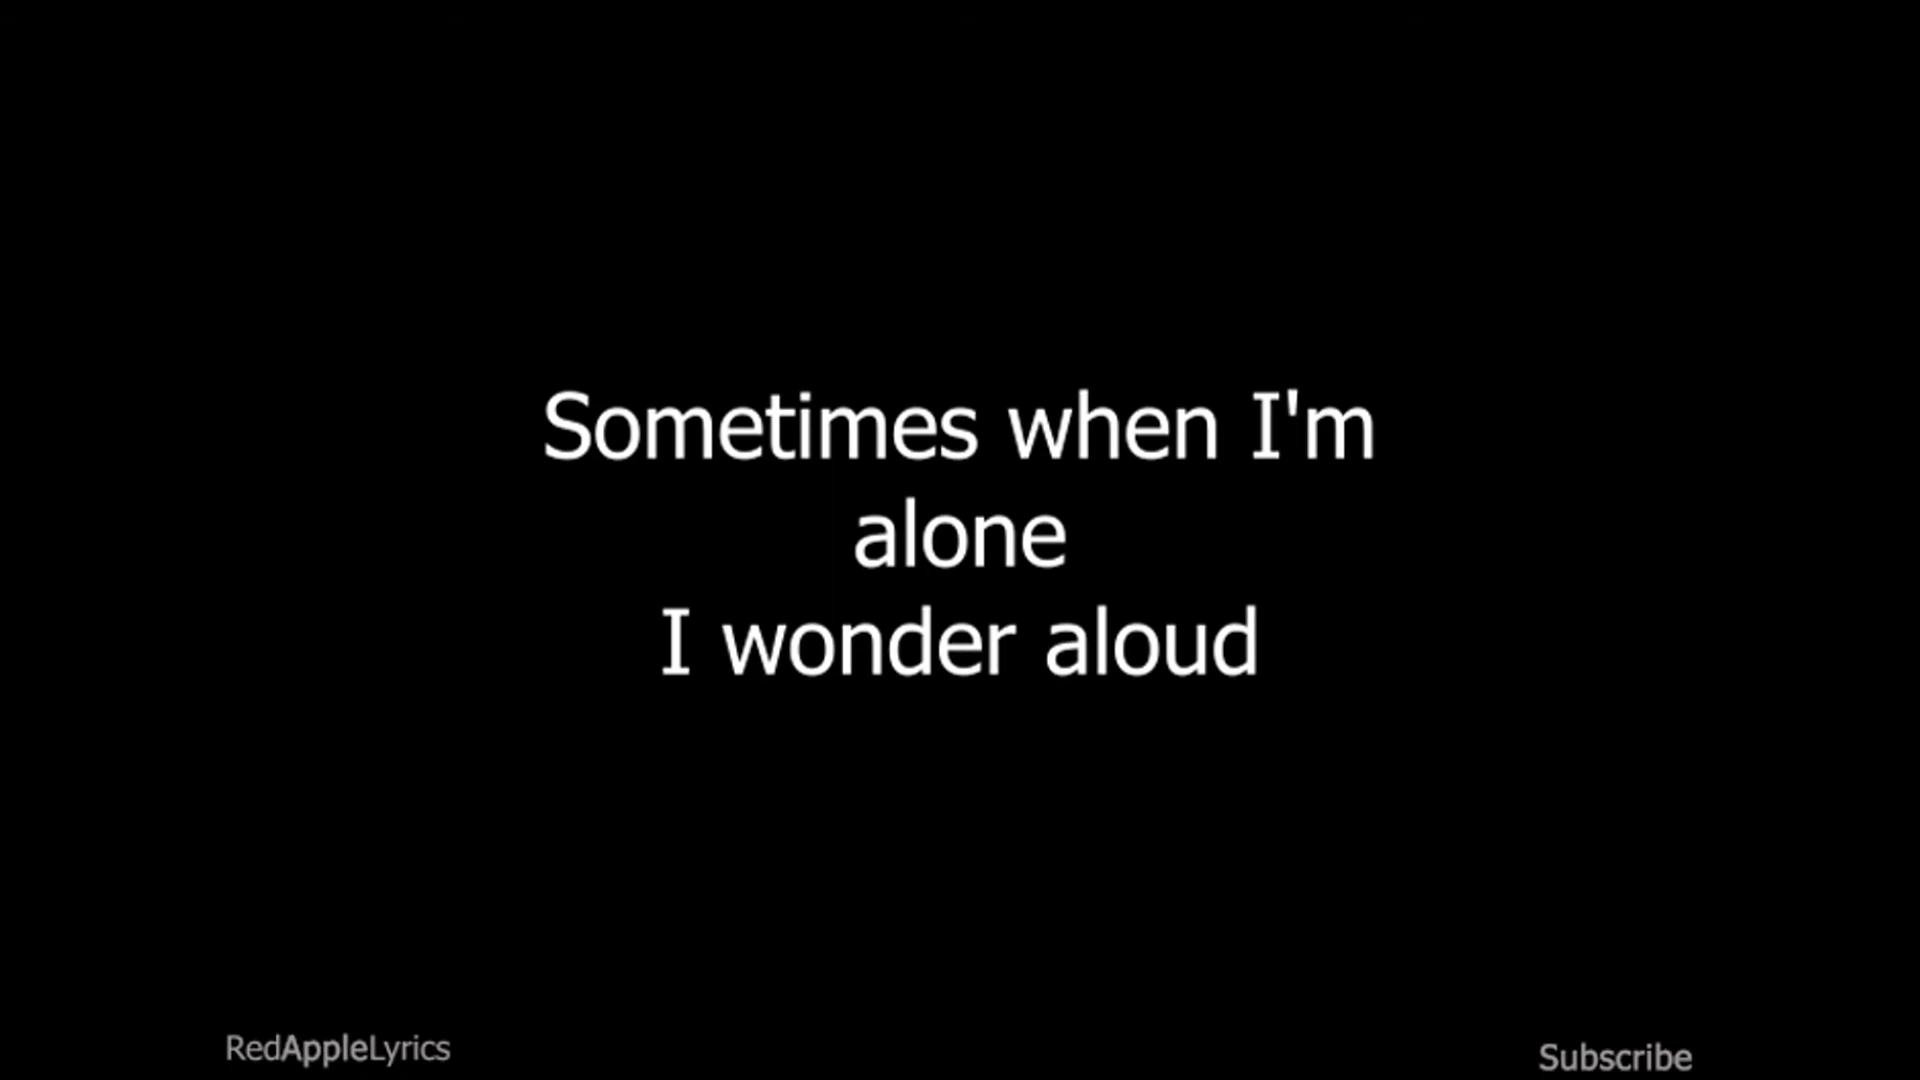 Sometimes when I'm
alone
I wonder aloud
RedAppleLyrics
Subscribe